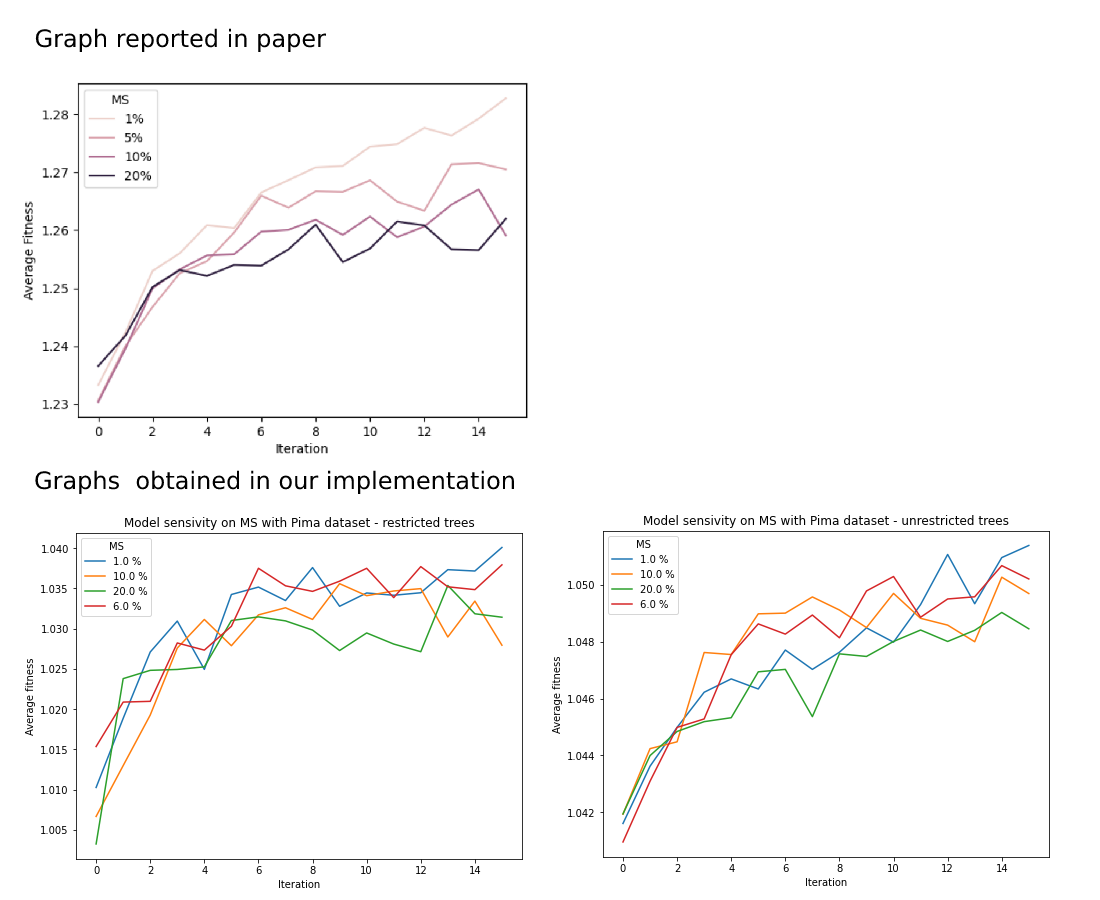 Graph reported in paper
MS
1%
5%
10%
20%
1.28
1.27
1.26
1.25
1.24
1.23
Average Fitness
0 2 4 6 8 10 12 14
Iteration
Graphs obtained in our implementation
Model sensivity on MS with Pima dataset - restricted trees
MS
1.0 %
10.0 %
20.0 %
6.0 %
1.040
1.035
1.030
1.025
1.020
1.015
1.010
1.005
Average fitness
0 2 4 6 8 10 12 14
Iteration
Model sensivity on MS with Pima dataset - unrestricted trees
MS
1.0 %
10.0 %
20.0 %
6.0 %
1.050
1.048
1.046
1.044
1.042
Average fitness
0 2 4 6 8 10 12 14
Iteration